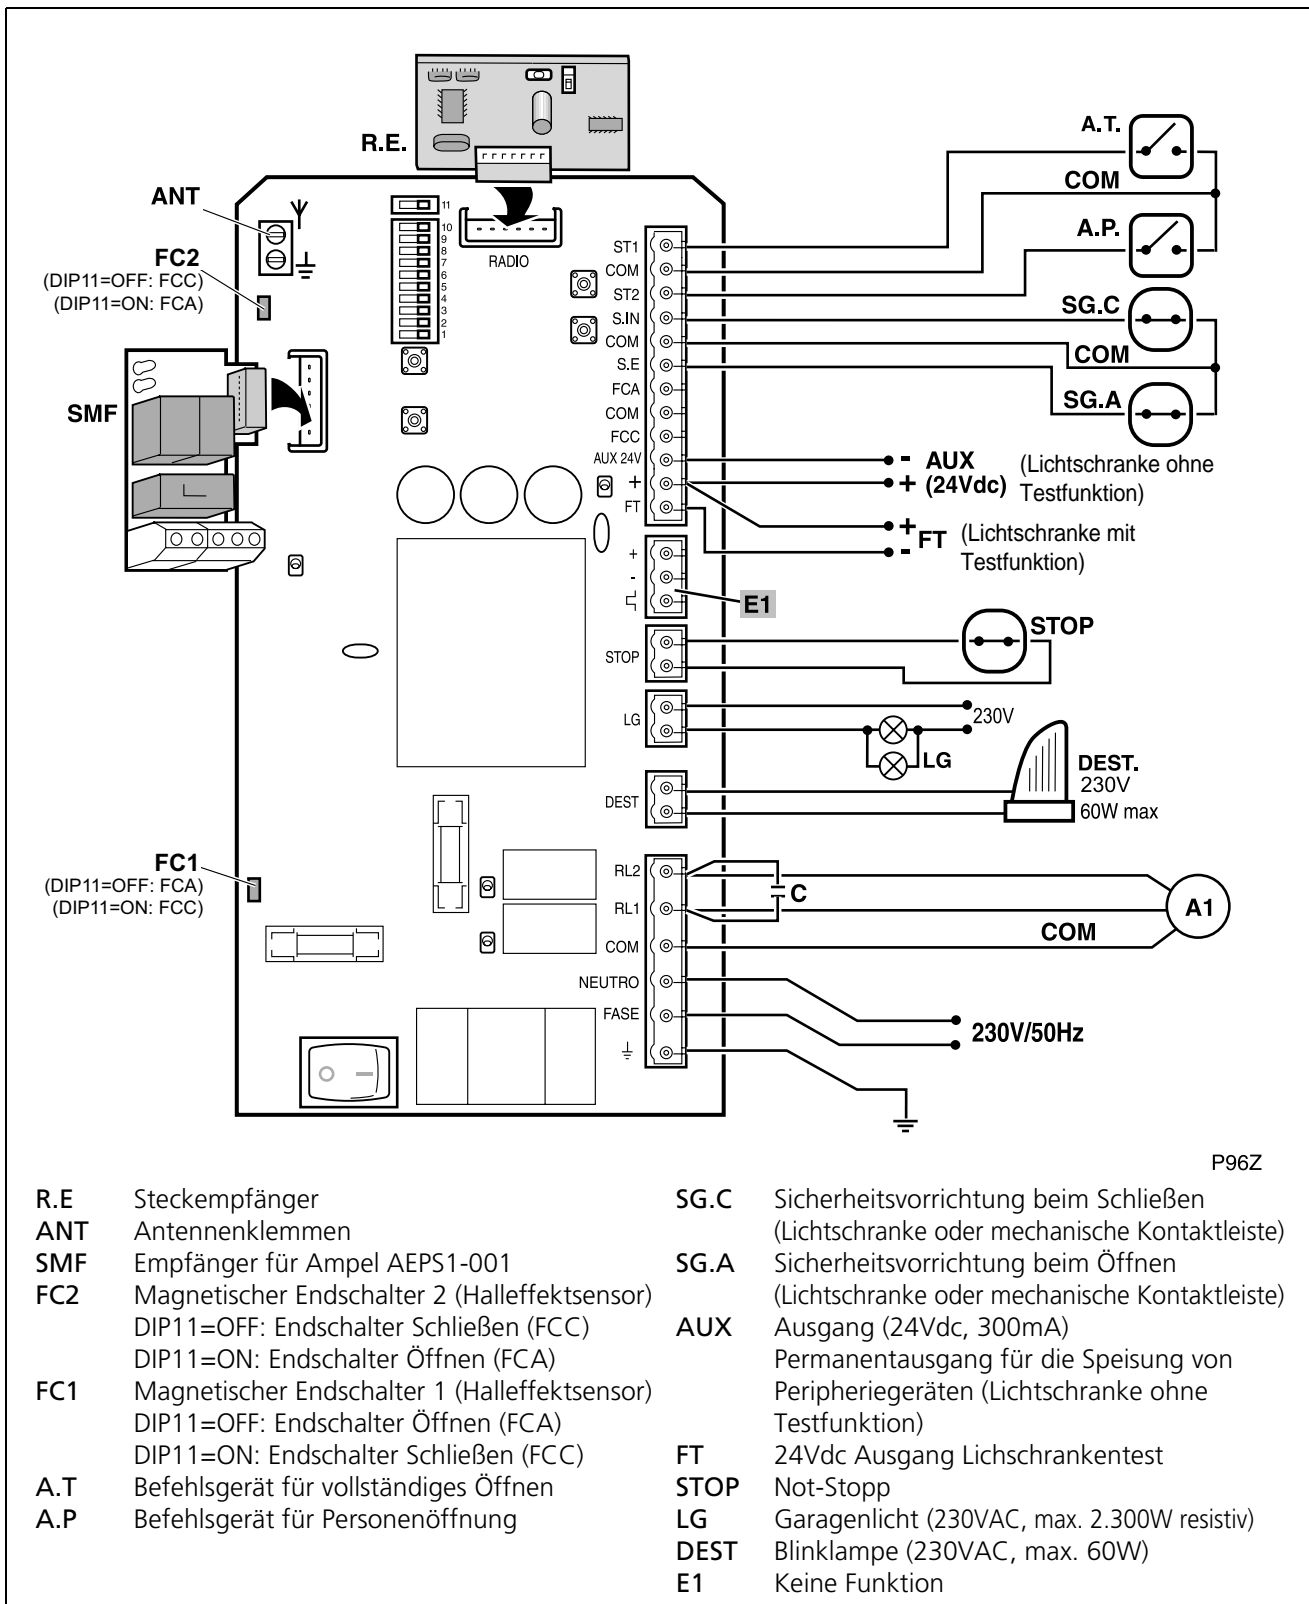 R.E.
ANT
FC2
(DIP11=OFF: FCC)
(DIP11=ON: FCA)
SMF
FC1
(DIP11=OFF: FCA)
(DIP11=ON: FCC)
11
10
9
8
7
6
5
4
3
2
1
RADIO
ST1
COM
ST2
S.IN
COM
S.E
FCA
COM
FCC
AUX 24V
+
FT
+
-
STOP
LG
DEST
RL2
RL1
COM
NEUTRO
FASE
A.T.
COM
A.P.
SG.C
COM
SG.A
- AUX (Lichtschranke ohne
+ (24Vdc) Testfunktion)
+ FT (Lichtschranke mit
- Testfunktion)
E1
STOP
230V
LG
DEST.
230V
60W max
C
A1
COM
230V/50Hz
P96Z
R.E Steckempfänger
ANT Antennenklemmen
SMF Empfänger für Ampel AEPS1-001
FC2 Magnetischer Endschalter 2 (Halleffektsensor)
DIP11=OFF: Endschalter Schließen (FCC)
DIP11=ON: Endschalter Öffnen (FCA)
FC1 Magnetischer Endschalter 1 (Halleffektsensor)
DIP11=OFF: Endschalter Öffnen (FCA)
DIP11=ON: Endschalter Schließen (FCC)
A.T Befehlsgerät für vollständiges Öffnen
A.P Befehlsgerät für Personenöffnung
SG.C Sicherheitsvorrichtung beim Schließen
(Lichtschranke oder mechanische Kontaktleiste)
SG.A Sicherheitsvorrichtung beim Öffnen
(Lichtschranke oder mechanische Kontaktleiste)
AUX Ausgang (24Vdc, 300mA)
Permanentausgang für die Speisung von
Peripheriegeräten (Lichtschranke ohne
Testfunktion)
FT 24Vdc Ausgang Lichschrankentest
STOP Not-Stopp
LG Garagenlicht (230VAC, max. 2.300W resistiv)
DEST Blinklampe (230VAC, max. 60W)
E1 Keine Funktion